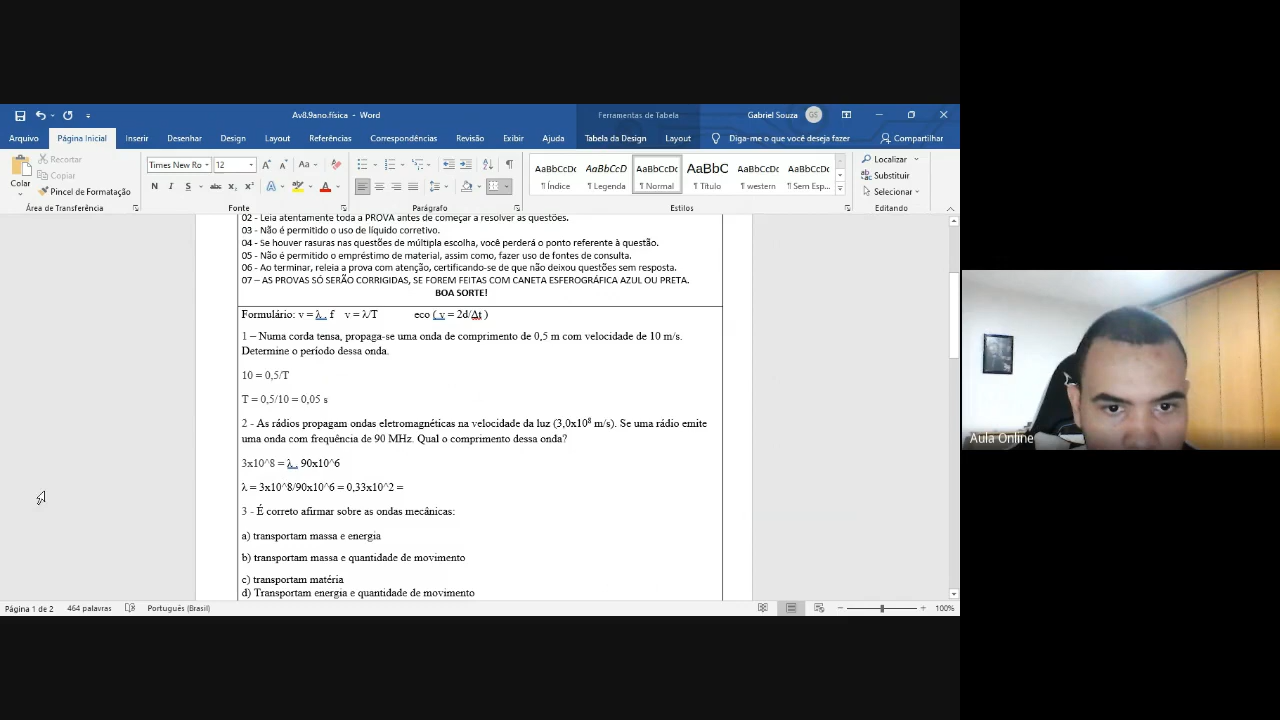 Av8.9ano.física - Word
Ferramentas de Tabela
Gabriel Souza
GS
Arquivo
Página Inicial
Inserir
Desenhar
Design
Layout
Referências
Correspondências
Revisão
Exibir
Ajuda
Tabela da Design
Layout
Diga-me o que você deseja fazer
Compartilhar
Colar
Recortar
Copiar
Pincel de Formatação
Área de Transferência
Times New Ro
12
Fonte
Parágrafo
AaBbCcDc
¶ Índice
AaBbCcD
¶ Legenda
AaBbCcDc
¶ Normal
AaBbC
¶ Título
AaBbCcDc
¶ western
AaBbCcDc
¶ Sem Esp...
Estilos
Localizar
Substituir
Selecionar
Editando
02 - Leia atentamente toda a PROVA antes de começar a resolver as questões.
03 - Não é permitido o uso de líquido corretivo.
04 - Se houver rasuras nas questões de múltipla escolha, você perderá o ponto referente à questão.
05 - Não é permitido o empréstimo de material, assim como, fazer uso de fontes de consulta.
06 - Ao terminar, releia a prova com atenção, certificando-se de que não deixou questões sem resposta.
07 – AS PROVAS SÓ SERÃO CORRIGIDAS, SE FOREM FEITAS COM CANETA ESFEROGRÁFICA AZUL OU PRETA.
BOA SORTE!
Formulário: v = λ . f v = λ/T eco ( v = 2d/Δt )
1 – Numa corda tensa, propaga-se uma onda de comprimento de 0,5 m com velocidade de 10 m/s.
Determine o período dessa onda.
10 = 0,5/T
T = 0,5/10 = 0,05 s
2 - As rádios propagam ondas eletromagnéticas na velocidade da luz (3,0x10⁸ m/s). Se uma rádio emite
uma onda com frequência de 90 MHz. Qual o comprimento dessa onda?
3x10^8 = λ . 90x10^6
λ = 3x10^8/90x10^6 = 0,33x10^2 =
3 - É correto afirmar sobre as ondas mecânicas:
a) transportam massa e energia
b) transportam massa e quantidade de movimento
c) transportam matéria
d) Transportam energia e quantidade de movimento
Página 1 de 2
464 palavras
Português (Brasil)
100%
Aula Online